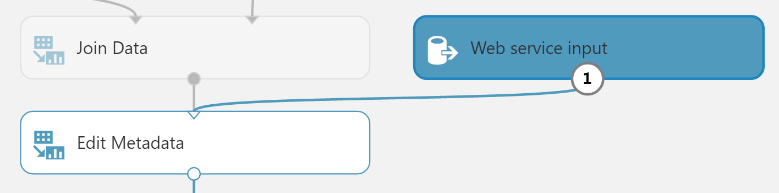 Join Data
Web service input
1
Edit Metadata